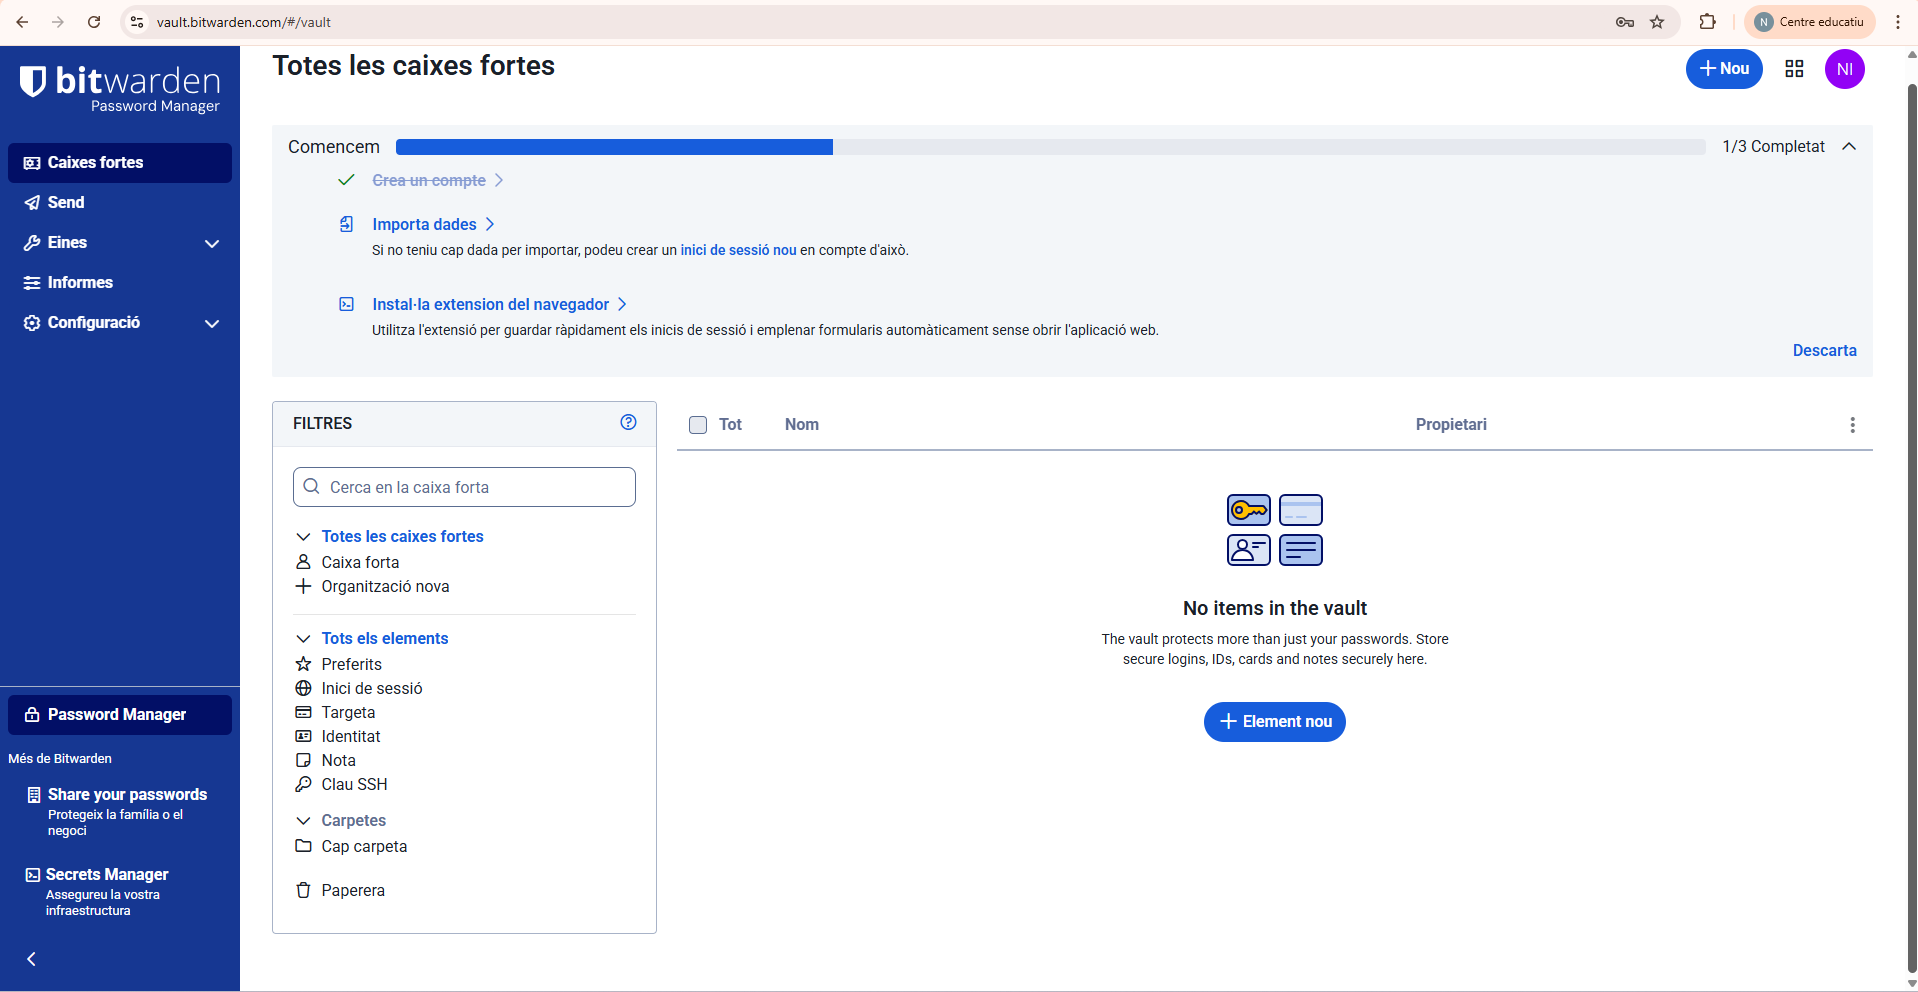 vault.bitwarden.com/#/vault
N Centre educatiu
bitwarden
Password Manager
Caixes fortes
Send
Eines
Informes
Configuració
Password Manager
Més de Bitwarden
Share your passwords
Protegeix la família o el
negoci
Secrets Manager
Assegureu la vostra
infraestructura
Totes les caixes fortes
Nou
NI
Comencem
1/3 Completat
Crea un compte
Importa dades
Si no teniu cap dada per importar, podeu crear un inici de sessió nou en compte d'això.
Instal·la extension del navegador
Utilitza l'extensió per guardar ràpidament els inicis de sessió i emplenar formularis automàticament sense obrir l'aplicació web.
Descarta
FILTRES
Cerca en la caixa forta
Totes les caixes fortes
Caixa forta
Organització nova
Tots els elements
Preferits
Inici de sessió
Targeta
Identitat
Nota
Clau SSH
Carpetes
Cap carpeta
Paperera
Tot Nom Propietari
No items in the vault
The vault protects more than just your passwords. Store
secure logins, IDs, cards and notes securely here.
Element nou